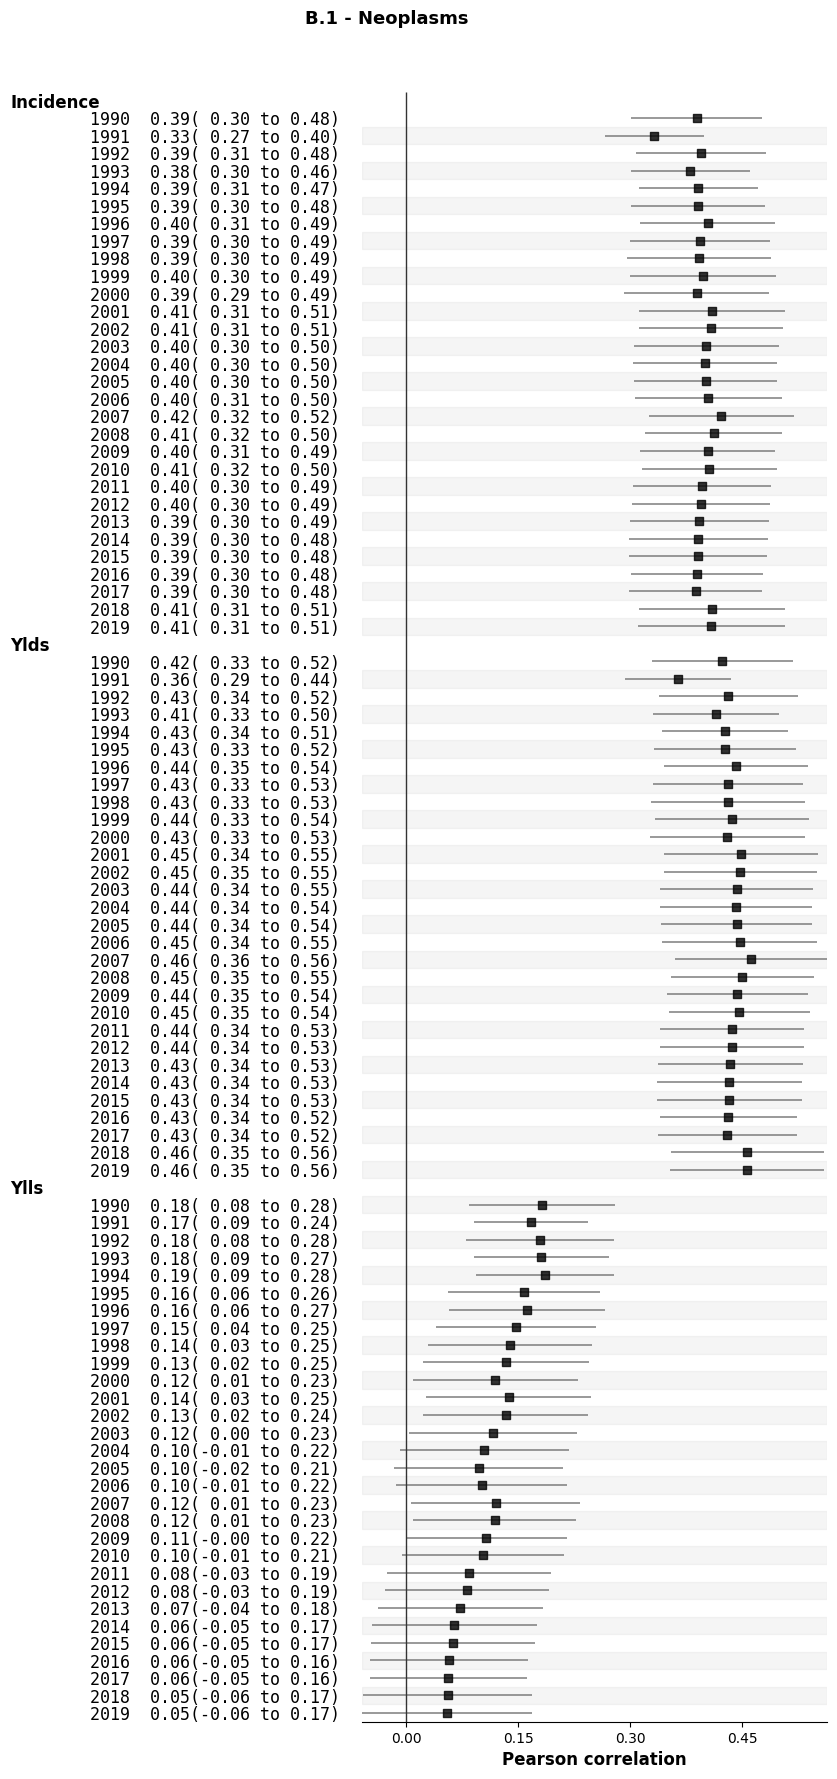 B.1 - Neoplasms
Incidence
1990 0.39( 0.30 to 0.48)
1991 0.33( 0.27 to 0.40)
1992 0.39( 0.31 to 0.48)
1993 0.38( 0.30 to 0.46)
1994 0.39( 0.31 to 0.47)
1995 0.39( 0.30 to 0.48)
1996 0.40( 0.31 to 0.49)
1997 0.39( 0.30 to 0.49)
1998 0.39( 0.30 to 0.49)
1999 0.40( 0.30 to 0.49)
2000 0.39( 0.29 to 0.49)
2001 0.41( 0.31 to 0.51)
2002 0.41( 0.31 to 0.51)
2003 0.40( 0.30 to 0.50)
2004 0.40( 0.30 to 0.50)
2005 0.40( 0.30 to 0.50)
2006 0.40( 0.31 to 0.50)
2007 0.42( 0.32 to 0.52)
2008 0.41( 0.32 to 0.50)
2009 0.40( 0.31 to 0.49)
2010 0.41( 0.32 to 0.50)
2011 0.40( 0.30 to 0.49)
2012 0.40( 0.30 to 0.49)
2013 0.39( 0.30 to 0.49)
2014 0.39( 0.30 to 0.48)
2015 0.39( 0.30 to 0.48)
2016 0.39( 0.30 to 0.48)
2017 0.39( 0.30 to 0.48)
2018 0.41( 0.31 to 0.51)
2019 0.41( 0.31 to 0.51)
Ylds
1990 0.42( 0.33 to 0.52)
1991 0.36( 0.29 to 0.44)
1992 0.43( 0.34 to 0.52)
1993 0.41( 0.33 to 0.50)
1994 0.43( 0.34 to 0.51)
1995 0.43( 0.33 to 0.52)
1996 0.44( 0.35 to 0.54)
1997 0.43( 0.33 to 0.53)
1998 0.43( 0.33 to 0.53)
1999 0.44( 0.33 to 0.54)
2000 0.43( 0.33 to 0.53)
2001 0.45( 0.34 to 0.55)
2002 0.45( 0.35 to 0.55)
2003 0.44( 0.34 to 0.55)
2004 0.44( 0.34 to 0.54)
2005 0.44( 0.34 to 0.54)
2006 0.45( 0.34 to 0.55)
2007 0.46( 0.36 to 0.56)
2008 0.45( 0.35 to 0.55)
2009 0.44( 0.35 to 0.54)
2010 0.45( 0.35 to 0.54)
2011 0.44( 0.34 to 0.53)
2012 0.44( 0.34 to 0.53)
2013 0.43( 0.34 to 0.53)
2014 0.43( 0.34 to 0.53)
2015 0.43( 0.34 to 0.53)
2016 0.43( 0.34 to 0.52)
2017 0.43( 0.34 to 0.52)
2018 0.46( 0.35 to 0.56)
2019 0.46( 0.35 to 0.56)
Ylls
1990 0.18( 0.08 to 0.28)
1991 0.17( 0.09 to 0.24)
1992 0.18( 0.08 to 0.28)
1993 0.18( 0.09 to 0.27)
1994 0.19( 0.09 to 0.28)
1995 0.16( 0.06 to 0.26)
1996 0.16( 0.06 to 0.27)
1997 0.15( 0.04 to 0.25)
1998 0.14( 0.03 to 0.25)
1999 0.13( 0.02 to 0.25)
2000 0.12( 0.01 to 0.23)
2001 0.14( 0.03 to 0.25)
2002 0.13( 0.02 to 0.24)
2003 0.12( 0.00 to 0.23)
2004 0.10(-0.01 to 0.22)
2005 0.10(-0.02 to 0.21)
2006 0.10(-0.01 to 0.22)
2007 0.12( 0.01 to 0.23)
2008 0.12( 0.01 to 0.23)
2009 0.11(-0.00 to 0.22)
2010 0.10(-0.01 to 0.21)
2011 0.08(-0.03 to 0.19)
2012 0.08(-0.03 to 0.19)
2013 0.07(-0.04 to 0.18)
2014 0.06(-0.05 to 0.17)
2015 0.06(-0.05 to 0.17)
2016 0.06(-0.05 to 0.16)
2017 0.06(-0.05 to 0.16)
2018 0.05(-0.06 to 0.17)
2019 0.05(-0.06 to 0.17)
0.00 0.15 0.30 0.45
Pearson correlation